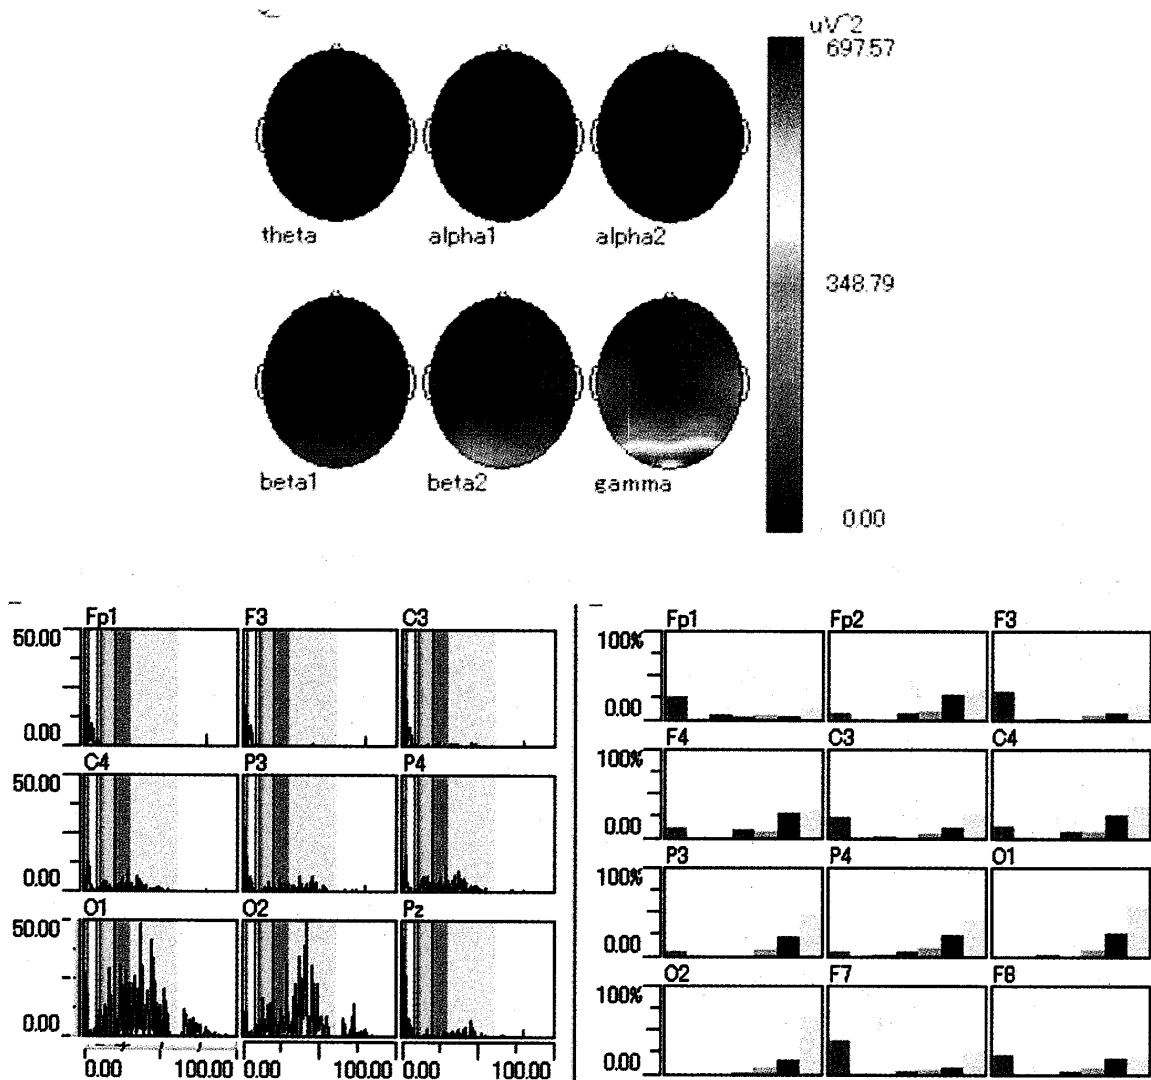 uV^2
697.57
theta alpha1 alpha2
348.79
beta1 beta2 gamma
0.00
Fp1 F3 C3
50.00
0.00
C4 P3 P4
50.00
0.00
O1 O2 Pz
50.00
0.00
0.00 100.00 0.00 100.00 0.00 100.00
Fp1 Fp2 F3
100%
0.00
F4 C3 C4
100%
0.00
P3 P4 O1
100%
0.00
O2 F7 F8
100%
0.00